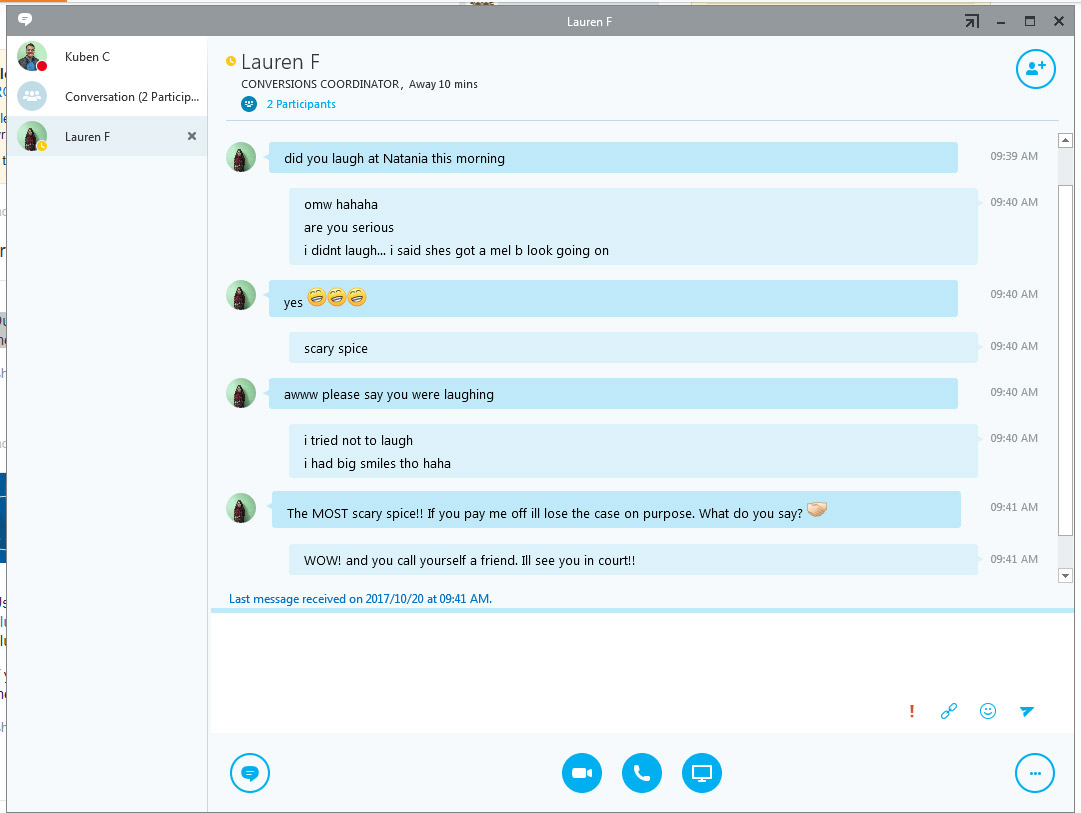 Lauren F
Kuben C
Conversation (2 Particip...
Lauren F
Lauren F
CONVERSIONS COORDINATOR, Away 10 mins
2 Participants
did you laugh at Natania this morning
09:39 AM
omw hahaha
09:40 AM
are you serious
i didnt laugh... i said shes got a mel b look going on
yes 😄😄😄
09:40 AM
scary spice
09:40 AM
awww please say you were laughing
09:40 AM
i tried not to laugh
09:40 AM
i had big smiles tho haha
The MOST scary spice!! If you pay me off ill lose the case on purpose. What do you say? 🤝
09:41 AM
WOW! and you call yourself a friend. Ill see you in court!!
09:41 AM
Last message received on 2017/10/20 at 09:41 AM.